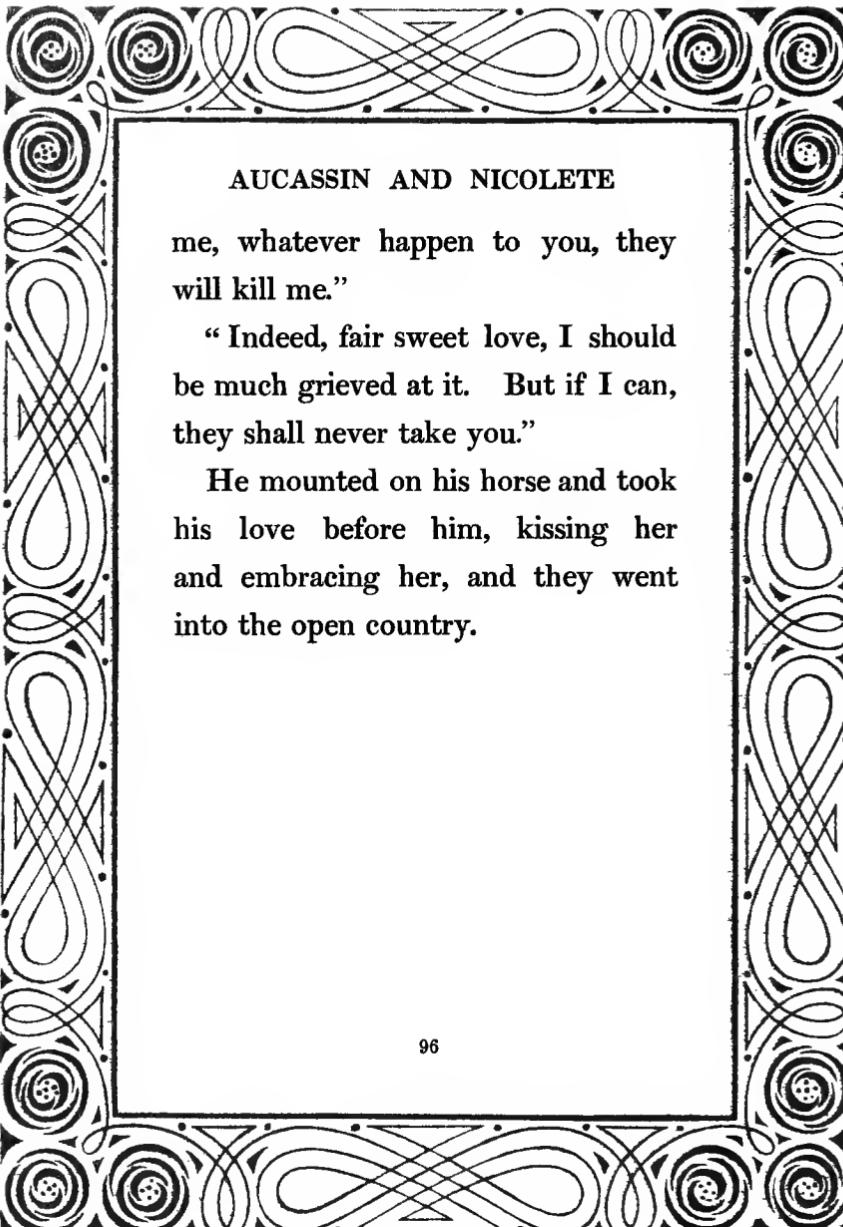 AUCASSIN AND NICOLETE
me, whatever happen to you, they
will kill me.”
“ Indeed, fair sweet love, I should
be much grieved at it. But if I can,
they shall never take you.”
He mounted on his horse and took
his love before him, kissing her
and embracing her, and they went
into the open country.
96